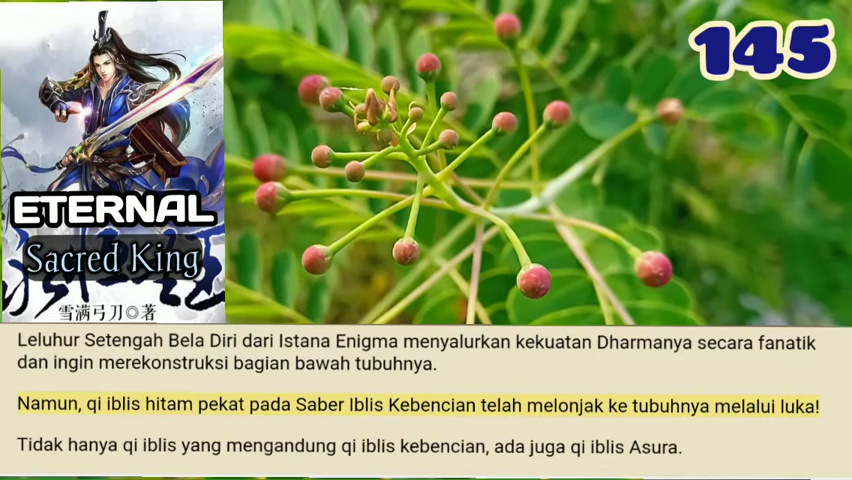 145
ETERNAL
Sacred King
雪满弓刀◎著
Leluhur Setengah Bela Diri dari Istana Enigma menyalurkan kekuatan Dharmanya secara fanatik
dan ingin merekonstruksi bagian bawah tubuhnya.
Namun, qi iblis hitam pekat pada Saber Iblis Kebencian telah melonjak ke tubuhnya melalui luka!
Tidak hanya qi iblis yang mengandung qi iblis kebencian, ada juga qi iblis Asura.